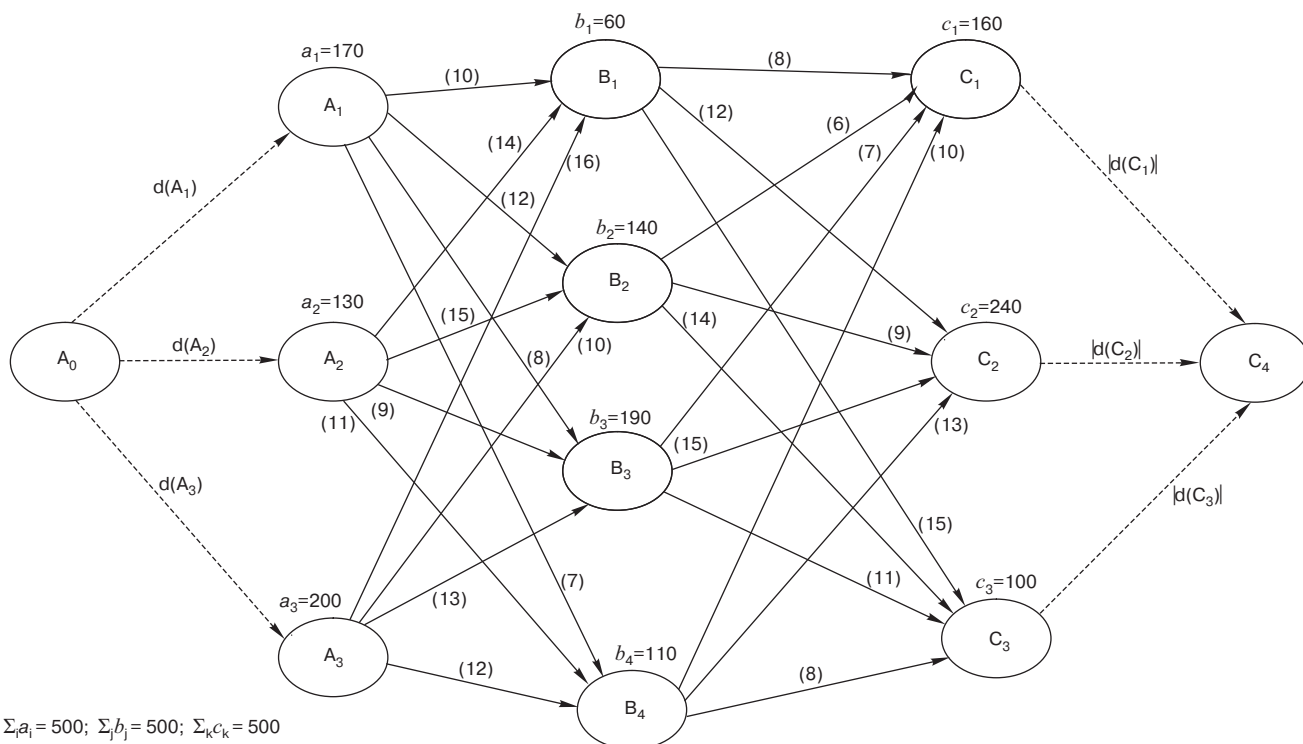 b₁=60
c₁=160
a₁=170
(10)
(8)
B₁
C₁
A₁
(12)
(14)
(6)
(16)
(7)
(10)
|d(C₁)|
d(A₁)
(12)
b₂=140
B₂
a₂=130
c₂=240
(15)
(14)
(8)
(10)
(9)
d(A₂)
|d(C₂)|
A₀
A₂
C₂
C₄
(11)
(9)
b₃=190
(13)
(15)
B₃
d(A₃)
|d(C₃)|
(15)
(7)
(11)
(13)
a₃=200
c₃=100
A₃
b₄=110
C₃
(12)
(8)
B₄
Σᵢaᵢ = 500; Σⱼbⱼ = 500; Σₖcₖ = 500